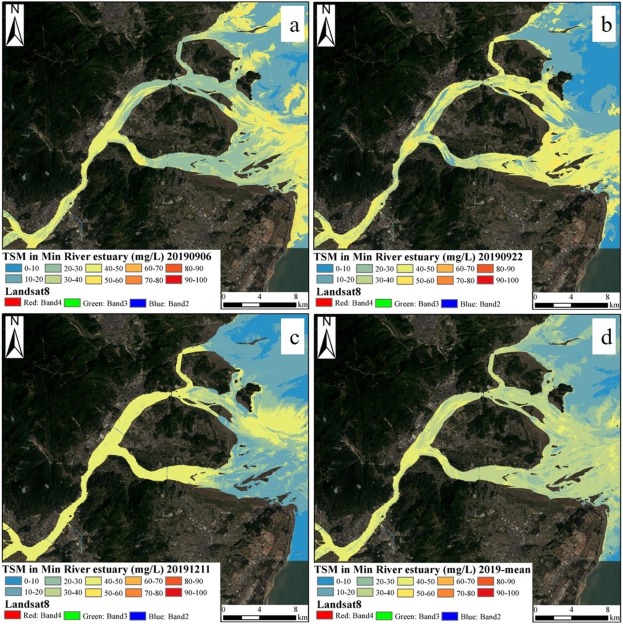 N
a
TSM in Min River estuary (mg/L) 20190906
0-10 20-30 40-50 60-70 80-90
10-20 30-40 50-60 70-80 90-100
Landsat8
Red: Band4 Green: Band3 Blue: Band2
0 4 8 km
N
b
TSM in Min River estuary (mg/L) 20190922
0-10 20-30 40-50 60-70 80-90
10-20 30-40 50-60 70-80 90-100
Landsat8
Red: Band4 Green: Band3 Blue: Band2
0 4 8 km
N
c
TSM in Min River estuary (mg/L) 20191211
0-10 20-30 40-50 60-70 80-90
10-20 30-40 50-60 70-80 90-100
Landsat8
Red: Band4 Green: Band3 Blue: Band2
0 4 8 km
N
d
TSM in Min River estuary (mg/L) 2019-mean
0-10 20-30 40-50 60-70 80-90
10-20 30-40 50-60 70-80 90-100
Landsat8
Red: Band4 Green: Band3 Blue: Band2
0 4 8 km